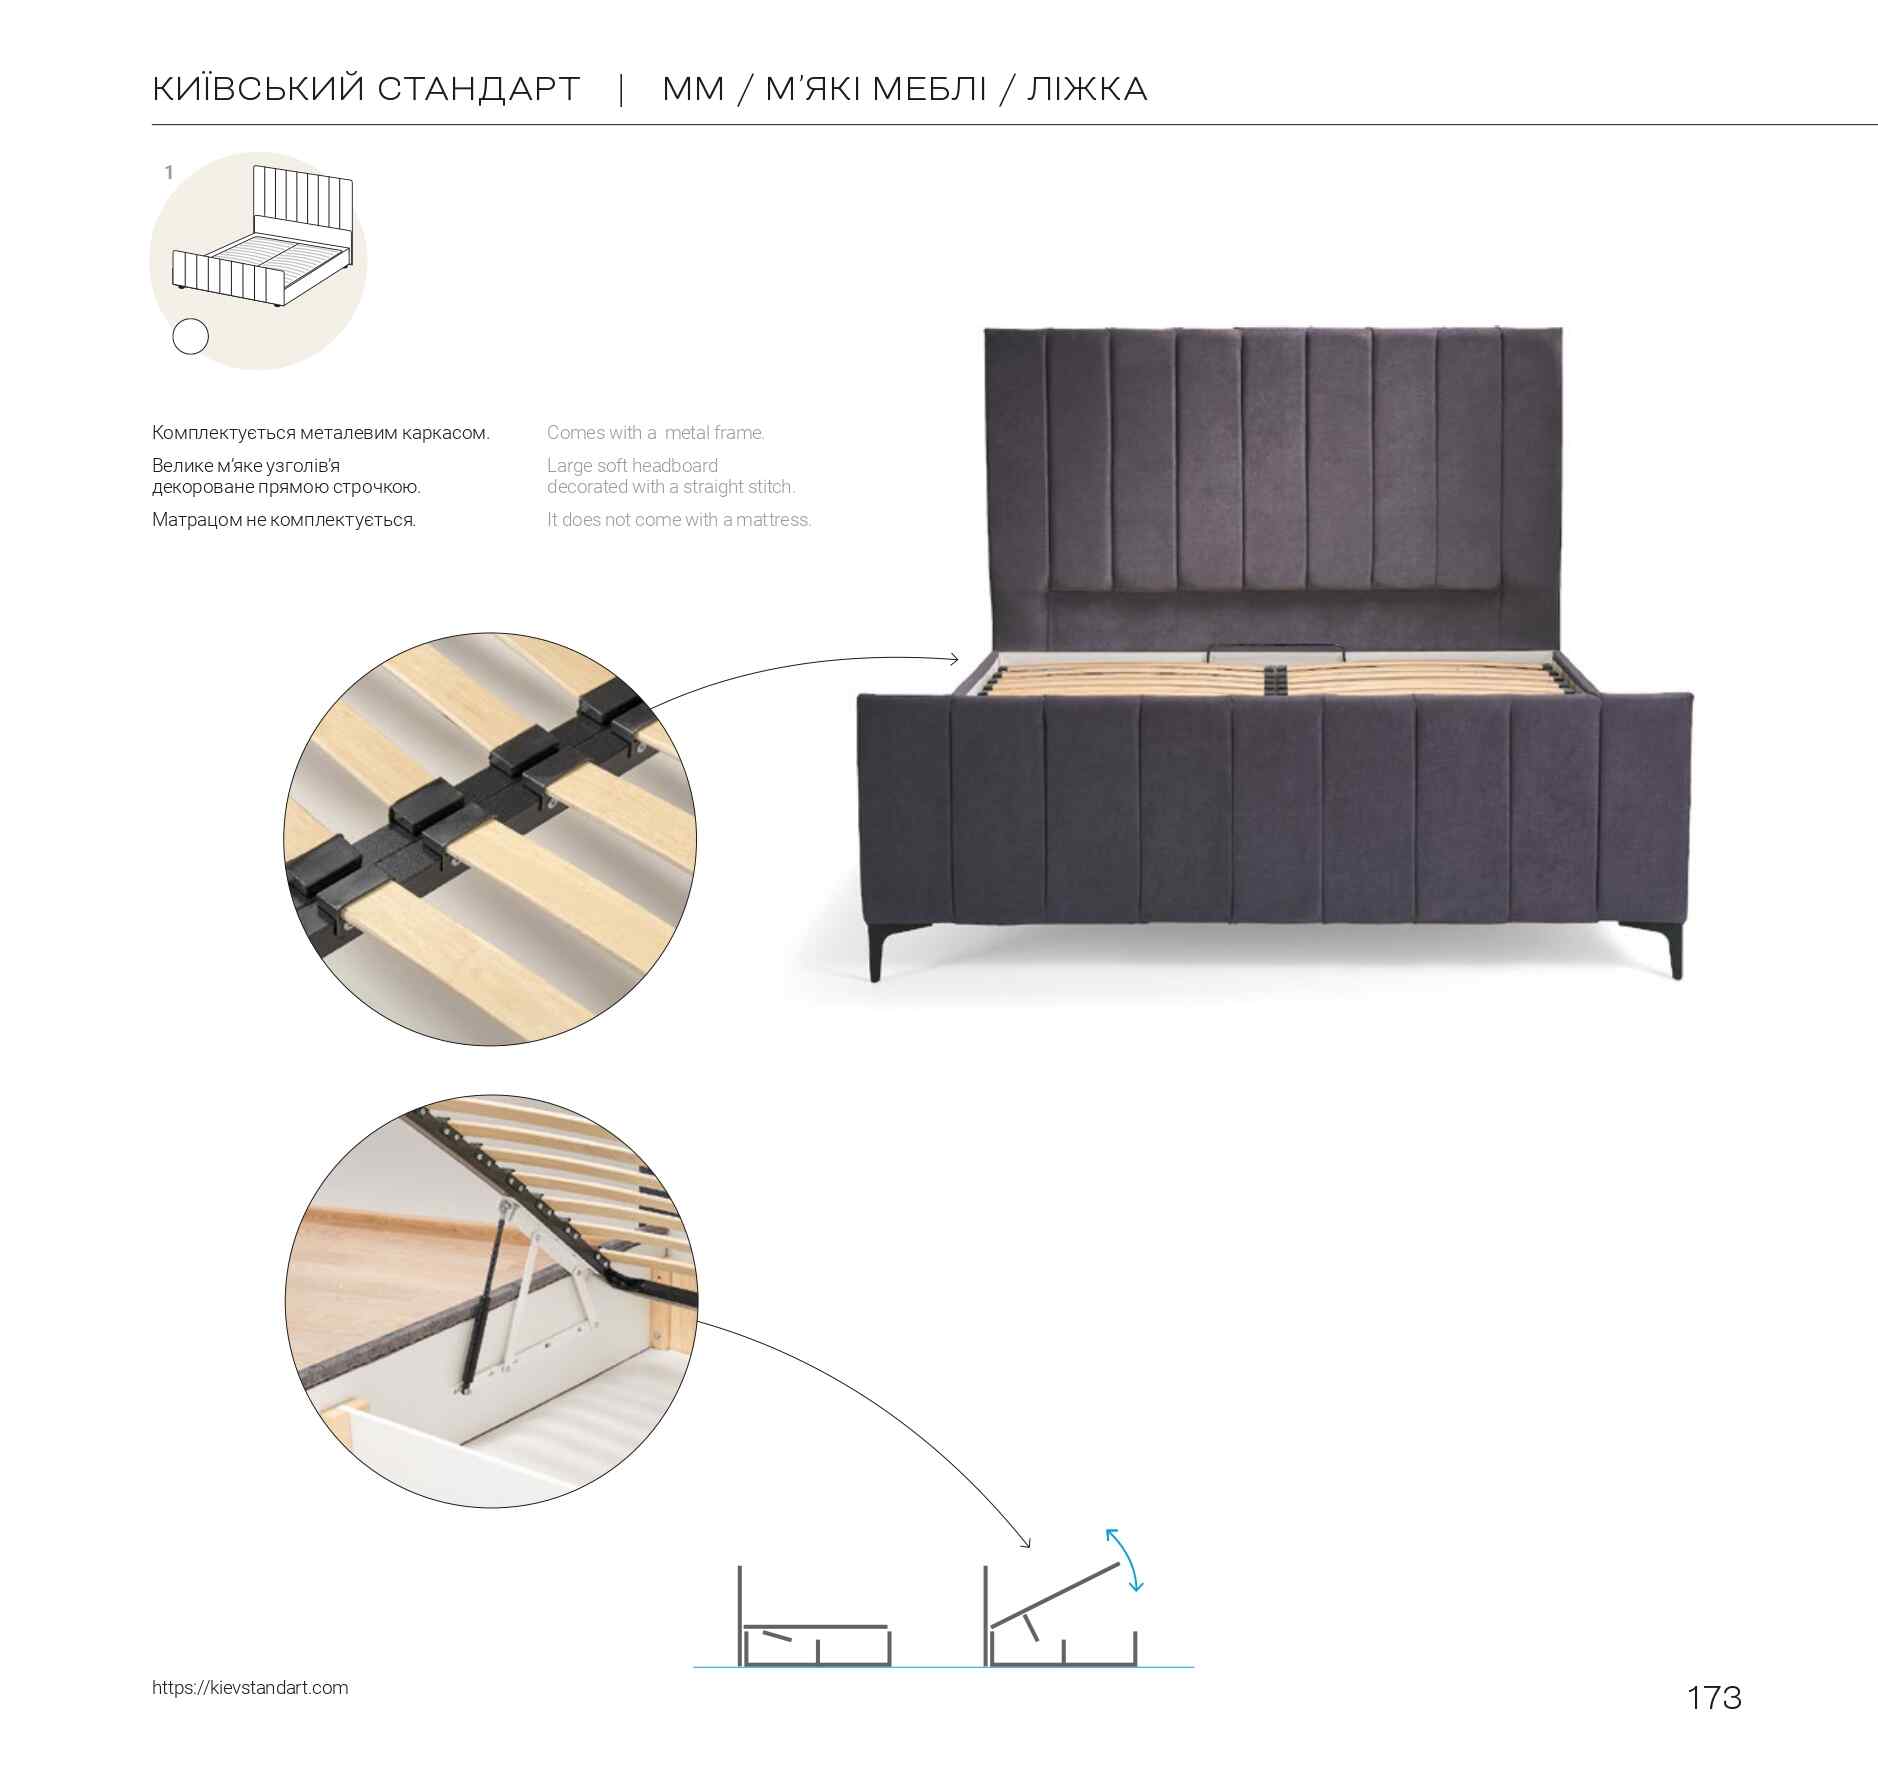 КИЇВСЬКИЙ СТАНДАРТ | ММ / М’ЯКІ МЕБЛІ / ЛІЖКА
1
Комплектується металевим каркасом.
Велике м‘яке узголів’я
декороване прямою строчкою.
Матрацом не комплектується.
Comes with a metal frame.
Large soft headboard
decorated with a straight stitch.
It does not come with a mattress.
https://kievstandart.com
173